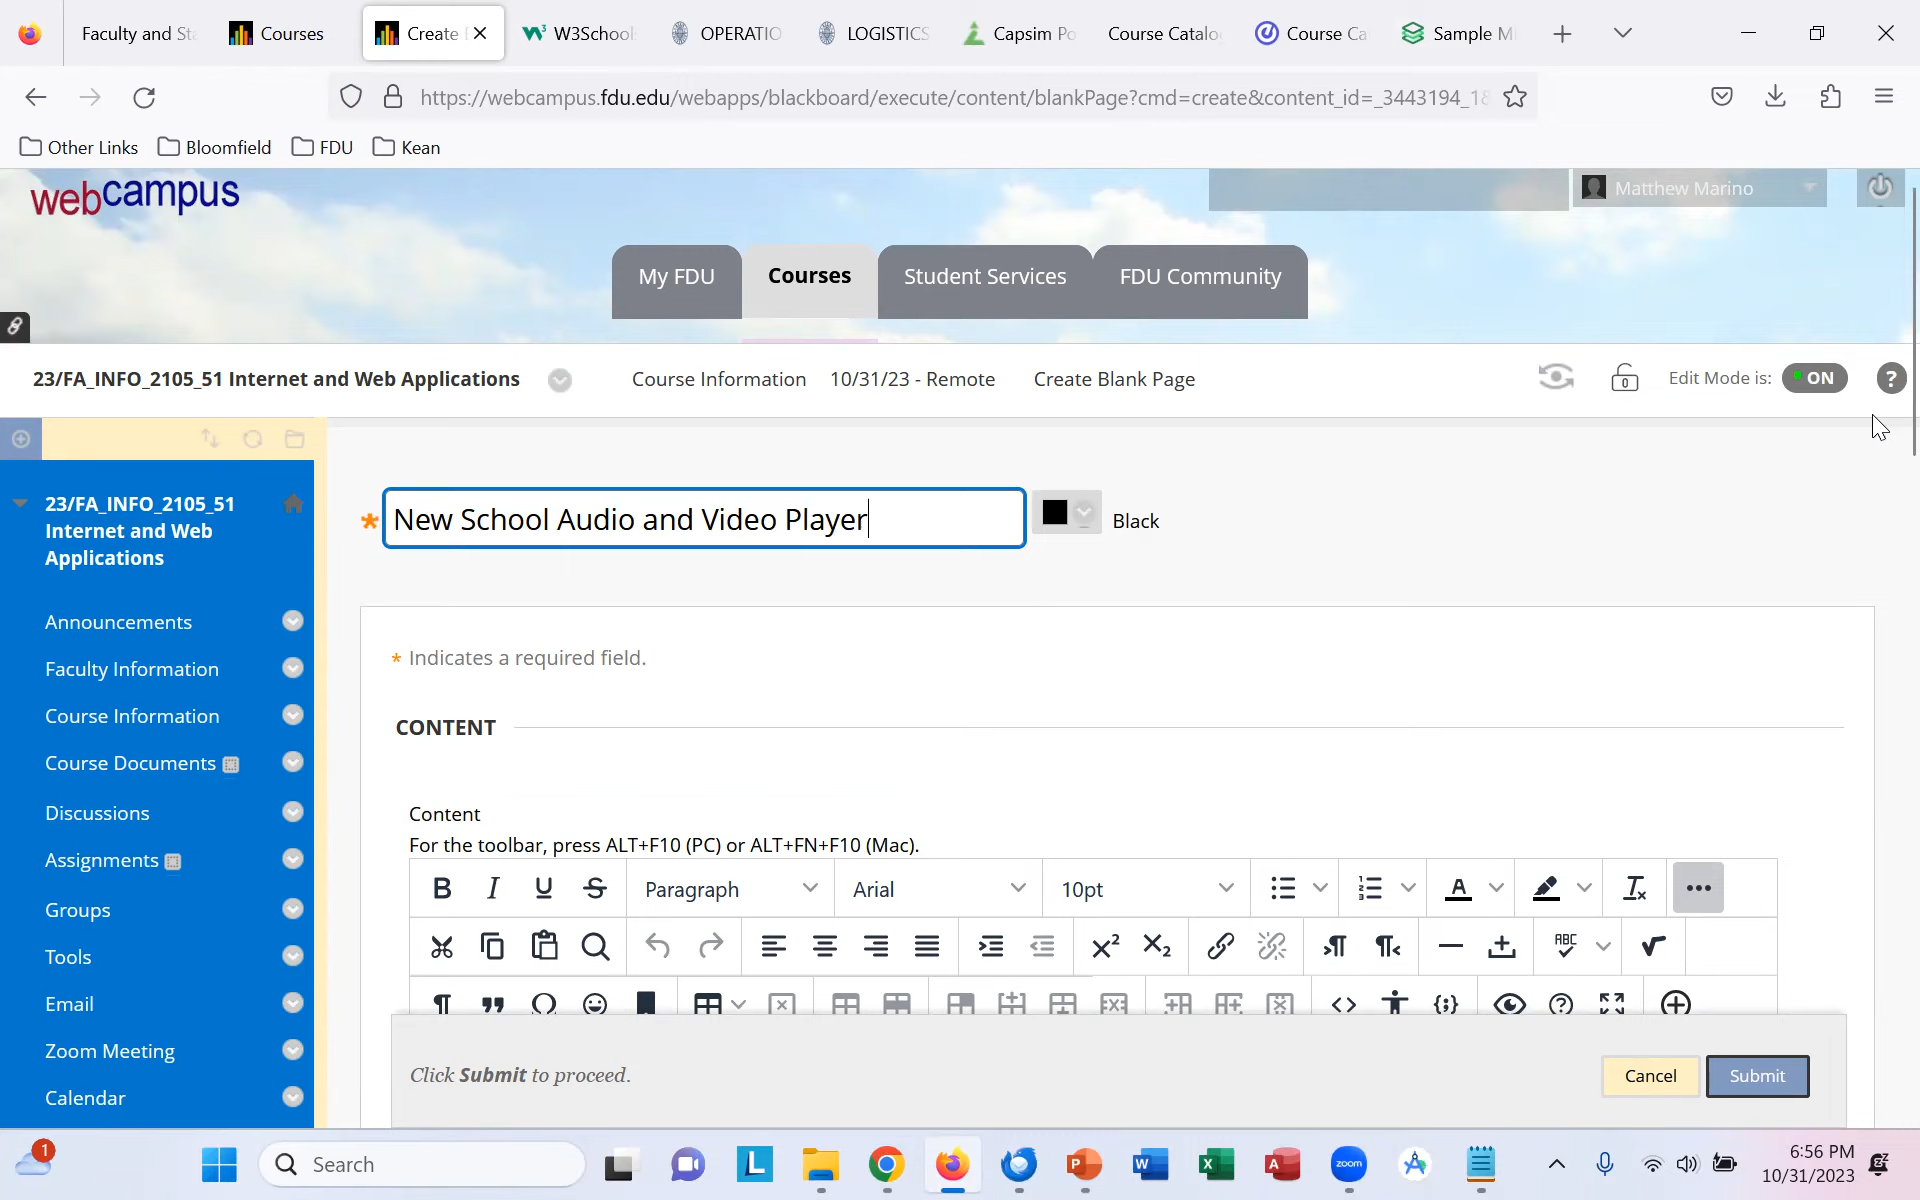 Faculty and Sta
Courses
Create
W3School
OPERATIO
LOGISTICS
Capsim Po
Course Catalo
Course Ca
Sample M
https://webcampus.fdu.edu/webapps/blackboard/execute/content/blankPage?cmd=create&content_id=_3443194_18
Other Links
Bloomfield
FDU
Kean
webcampus
Matthew Marino
My FDU
Courses
Student Services
FDU Community
23/FA_INFO_2105_51 Internet and Web Applications
Course Information
10/31/23 - Remote
Create Blank Page
0
Edit Mode is:
ON
?
23/FA_INFO_2105_51
Internet and Web
Applications
Announcements
Faculty Information
Course Information
Course Documents
Discussions
Assignments
Groups
Tools
Email
Zoom Meeting
Calendar
* New School Audio and Video Player
Black
* Indicates a required field.
CONTENT
Content
For the toolbar, press ALT+F10 (PC) or ALT+FN+F10 (Mac).
B I U S
Paragraph
Arial
10pt
Click Submit to proceed.
Cancel
Submit
1
Search
zoom
6:56 PM
10/31/2023